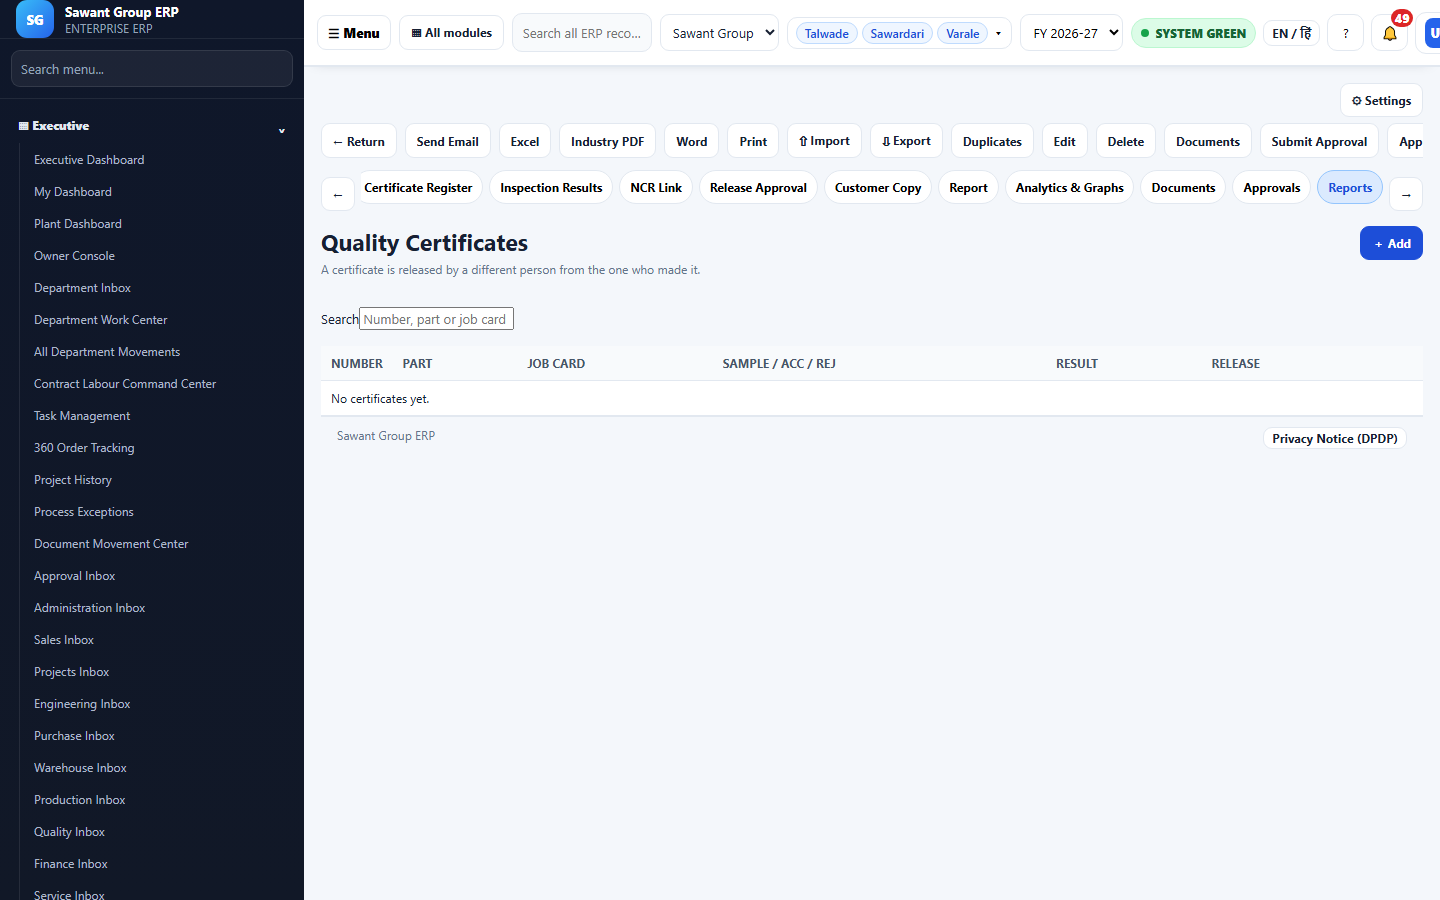 SG
Sawant Group ERP
ENTERPRISE ERP
☰ Menu
All modules
Search all ERP reco...
Sawant Group
Talwade
Sawardari
Varale
FY 2026-27
SYSTEM GREEN
EN / हिं
?
49
U
Search menu...
Executive
Executive Dashboard
My Dashboard
Plant Dashboard
Owner Console
Department Inbox
Department Work Center
All Department Movements
Contract Labour Command Center
Task Management
360 Order Tracking
Project History
Process Exceptions
Document Movement Center
Approval Inbox
Administration Inbox
Sales Inbox
Projects Inbox
Engineering Inbox
Purchase Inbox
Warehouse Inbox
Production Inbox
Quality Inbox
Finance Inbox
Service Inbox
⚙ Settings
← Return
Send Email
Excel
Industry PDF
Word
Print
⇧ Import
⇩ Export
Duplicates
Edit
Delete
Documents
Submit Approval
App
←
Certificate Register
Inspection Results
NCR Link
Release Approval
Customer Copy
Report
Analytics & Graphs
Documents
Approvals
Reports
→
Quality Certificates
+ Add
A certificate is released by a different person from the one who made it.
Search Number, part or job card
NUMBER PART JOB CARD SAMPLE / ACC / REJ RESULT RELEASE
No certificates yet.
Sawant Group ERP
Privacy Notice (DPDP)